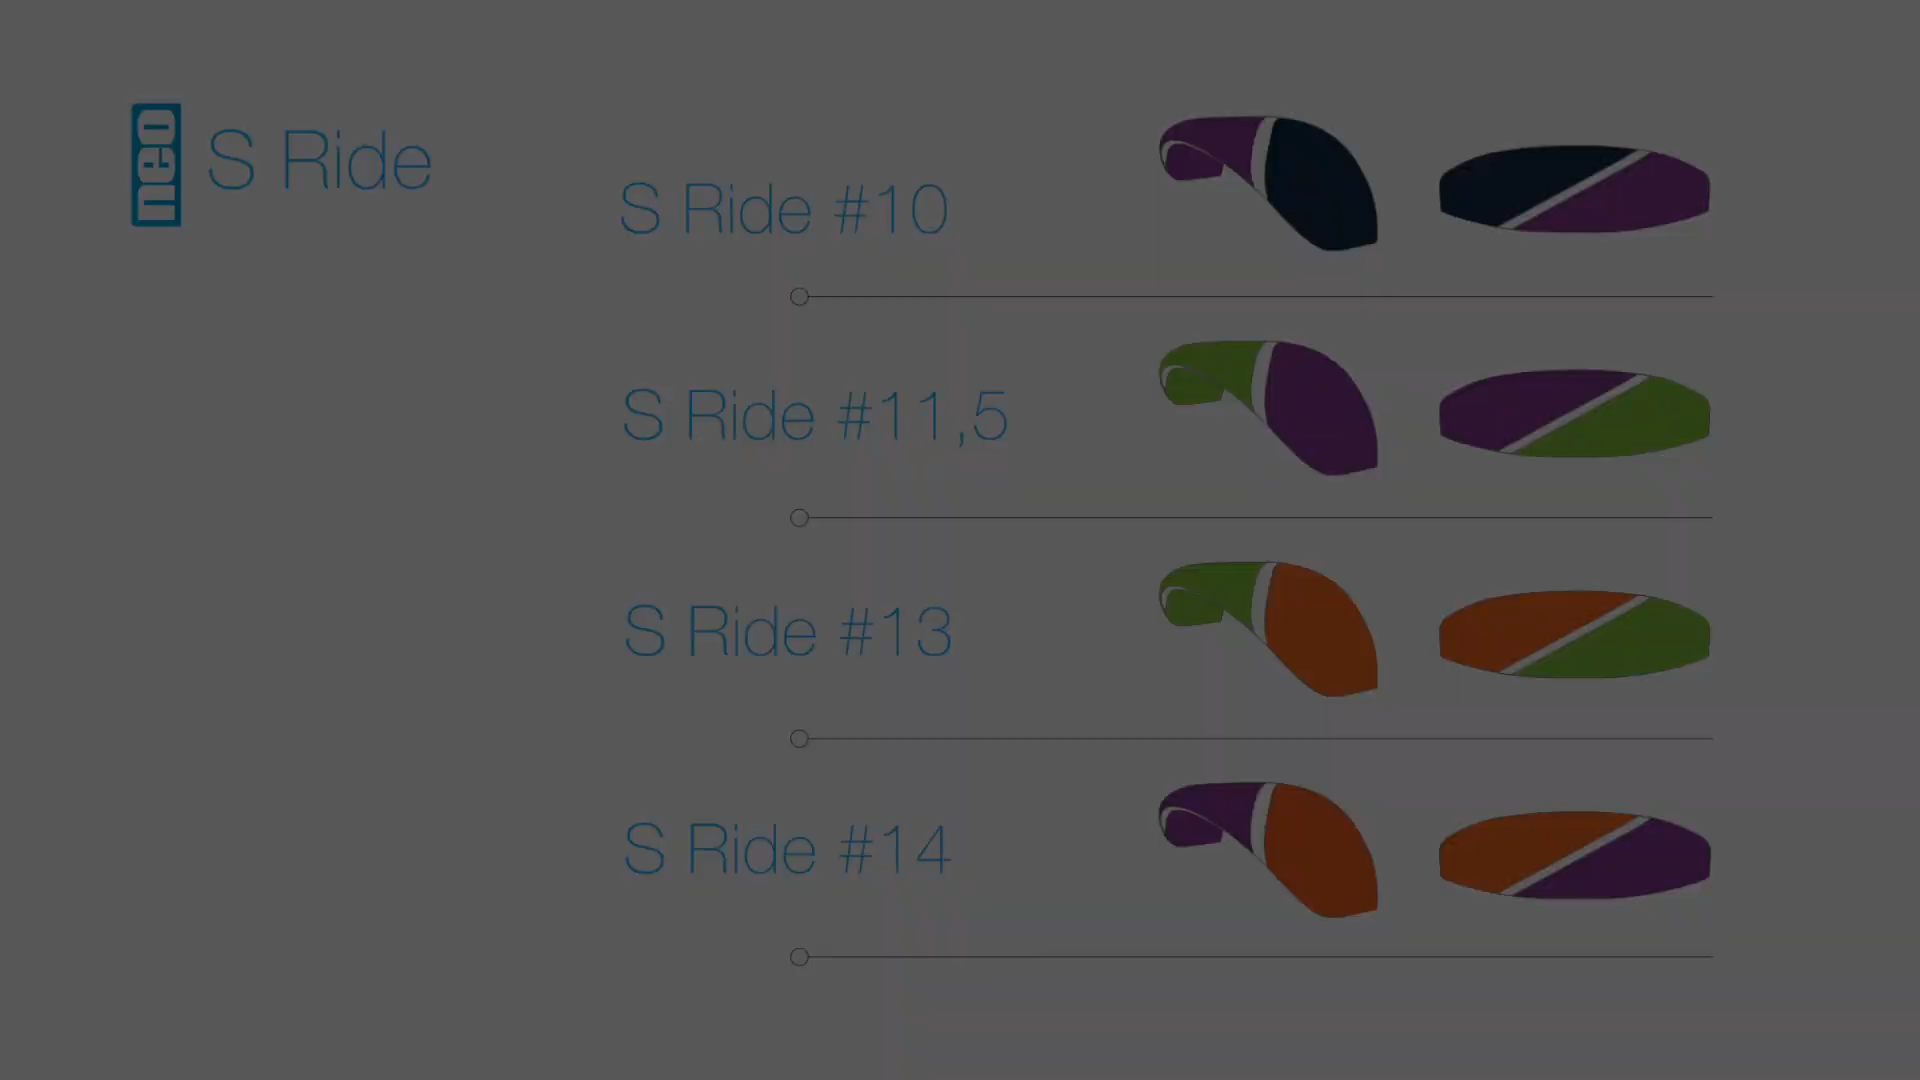 neo
S Ride
S Ride #10
S Ride #11,5
S Ride #13
S Ride #14